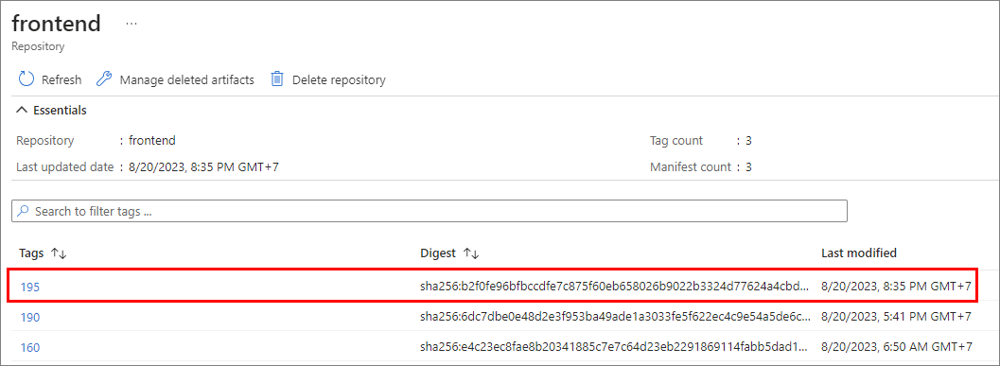 frontend ...
Repository
Refresh Manage deleted artifacts Delete repository
Essentials
Repository : frontend Tag count : 3
Last updated date : 8/20/2023, 8:35 PM GMT+7 Manifest count : 3
Search to filter tags ...
Tags ↑↓ Digest ↑↓ Last modified
195 sha256:b2f0fe96bfbccdfe7c875f60eb658026b9022b3324d77624a4cbd... 8/20/2023, 8:35 PM GMT+7
190 sha256:6dc7dbe0e48d2e3f953ba49ade1a3033fe5f622ec4c9e54a5de6c... 8/20/2023, 5:41 PM GMT+7
160 sha256:e4c23ec8fae8b20341885c7e7c64d23eb2291869114fabb5dad1... 8/20/2023, 6:50 AM GMT+7